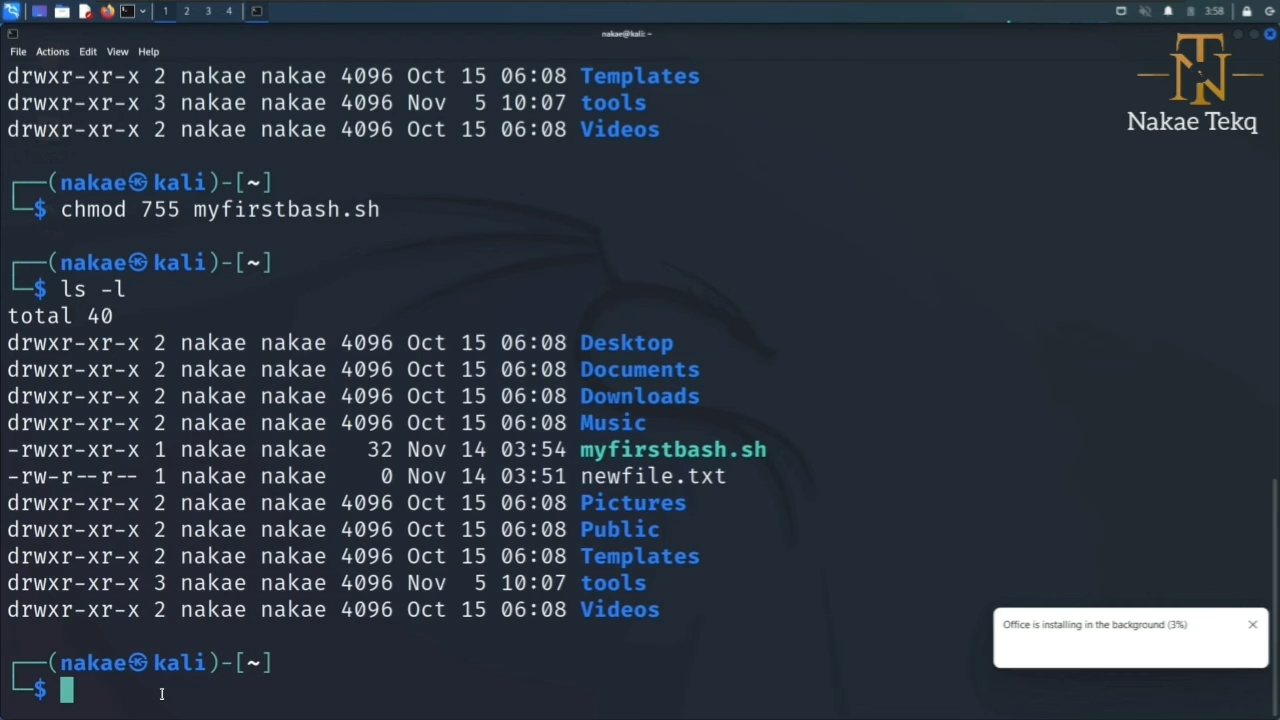 1 2 3 4
3:58
nakae@kali: ~
File Actions Edit View Help
drwxr-xr-x 2 nakae nakae 4096 Oct 15 06:08 Templates
drwxr-xr-x 3 nakae nakae 4096 Nov  5 10:07 tools
drwxr-xr-x 2 nakae nakae 4096 Oct 15 06:08 Videos
TN
Nakae Tekq
┌──(nakae㉿kali)-[~]
└─$ chmod 755 myfirstbash.sh
┌──(nakae㉿kali)-[~]
└─$ ls -l
total 40
drwxr-xr-x 2 nakae nakae 4096 Oct 15 06:08 Desktop
drwxr-xr-x 2 nakae nakae 4096 Oct 15 06:08 Documents
drwxr-xr-x 2 nakae nakae 4096 Oct 15 06:08 Downloads
drwxr-xr-x 2 nakae nakae 4096 Oct 15 06:08 Music
-rwxr-xr-x 1 nakae nakae   32 Nov 14 03:54 myfirstbash.sh
-rw-r--r-- 1 nakae nakae    0 Nov 14 03:51 newfile.txt
drwxr-xr-x 2 nakae nakae 4096 Oct 15 06:08 Pictures
drwxr-xr-x 2 nakae nakae 4096 Oct 15 06:08 Public
drwxr-xr-x 2 nakae nakae 4096 Oct 15 06:08 Templates
drwxr-xr-x 3 nakae nakae 4096 Nov  5 10:07 tools
drwxr-xr-x 2 nakae nakae 4096 Oct 15 06:08 Videos
Office is installing in the background (3%)
┌──(nakae㉿kali)-[~]
└─$